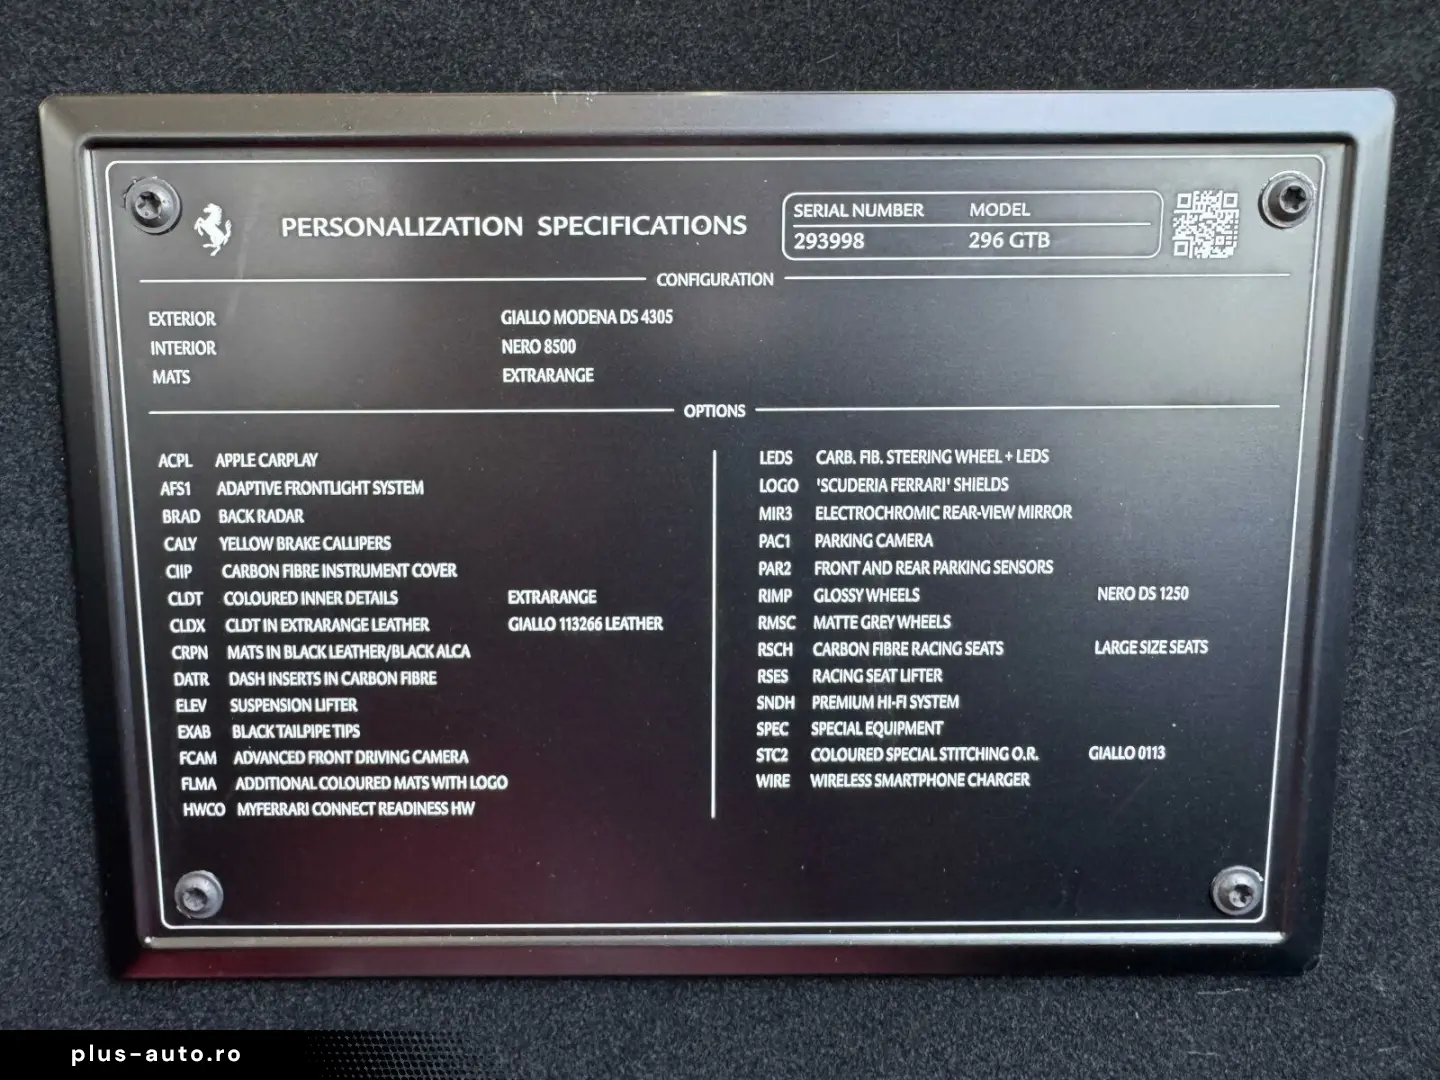 PERSONALIZATION SPECIFICATIONS
SERIAL NUMBER MODEL
293998 296 GTB
CONFIGURATION
EXTERIOR GIALLO MODENA DS 4305
INTERIOR NERO 8500
MATS EXTRARANGE
OPTIONS
ACPL APPLE CARPLAY
AFS1 ADAPTIVE FRONTLIGHT SYSTEM
BRAD BACK RADAR
CALY YELLOW BRAKE CALLIPERS
CIIP CARBON FIBRE INSTRUMENT COVER
CLDT COLOURED INNER DETAILS EXTRARANGE
CLDX CLDT IN EXTRARANGE LEATHER GIALLO 113266 LEATHER
CRPN MATS IN BLACK LEATHER/BLACK ALCA
DATR DASH INSERTS IN CARBON FIBRE
ELEV SUSPENSION LIFTER
EXAB BLACK TAILPIPE TIPS
FCAM ADVANCED FRONT DRIVING CAMERA
FLMA ADDITIONAL COLOURED MATS WITH LOGO
HWCO MYFERRARI CONNECT READINESS HW
LEDS CARB. FIB. STEERING WHEEL + LEDS
LOGO 'SCUDERIA FERRARI' SHIELDS
MIR3 ELECTROCHROMIC REAR-VIEW MIRROR
PAC1 PARKING CAMERA
PAR2 FRONT AND REAR PARKING SENSORS
RIMP GLOSSY WHEELS NERO DS 1250
RMSC MATTE GREY WHEELS
RSCH CARBON FIBRE RACING SEATS LARGE SIZE SEATS
RSES RACING SEAT LIFTER
SNDH PREMIUM HI-FI SYSTEM
SPEC SPECIAL EQUIPMENT
STC2 COLOURED SPECIAL STITCHING O.R. GIALLO 0113
WIRE WIRELESS SMARTPHONE CHARGER
plus-auto.ro